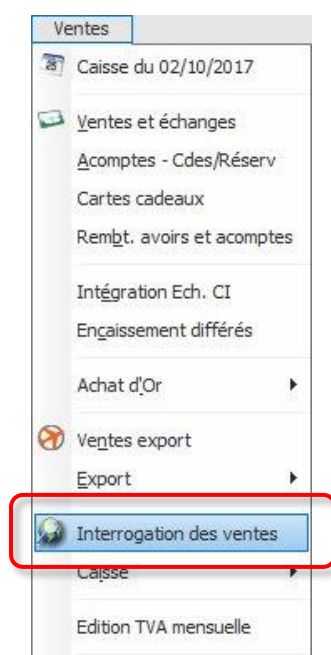 Ventes
Caisse du 02/10/2017
Ventes et échanges
Acomptes - Cdes/Réserv
Cartes cadeaux
Rembt. avoirs et acomptes
Intégration Ech. CI
Encaissement différés
Achat d'Or
Ventes export
Export
Interrogation des ventes
Caisse
Edition TVA mensuelle